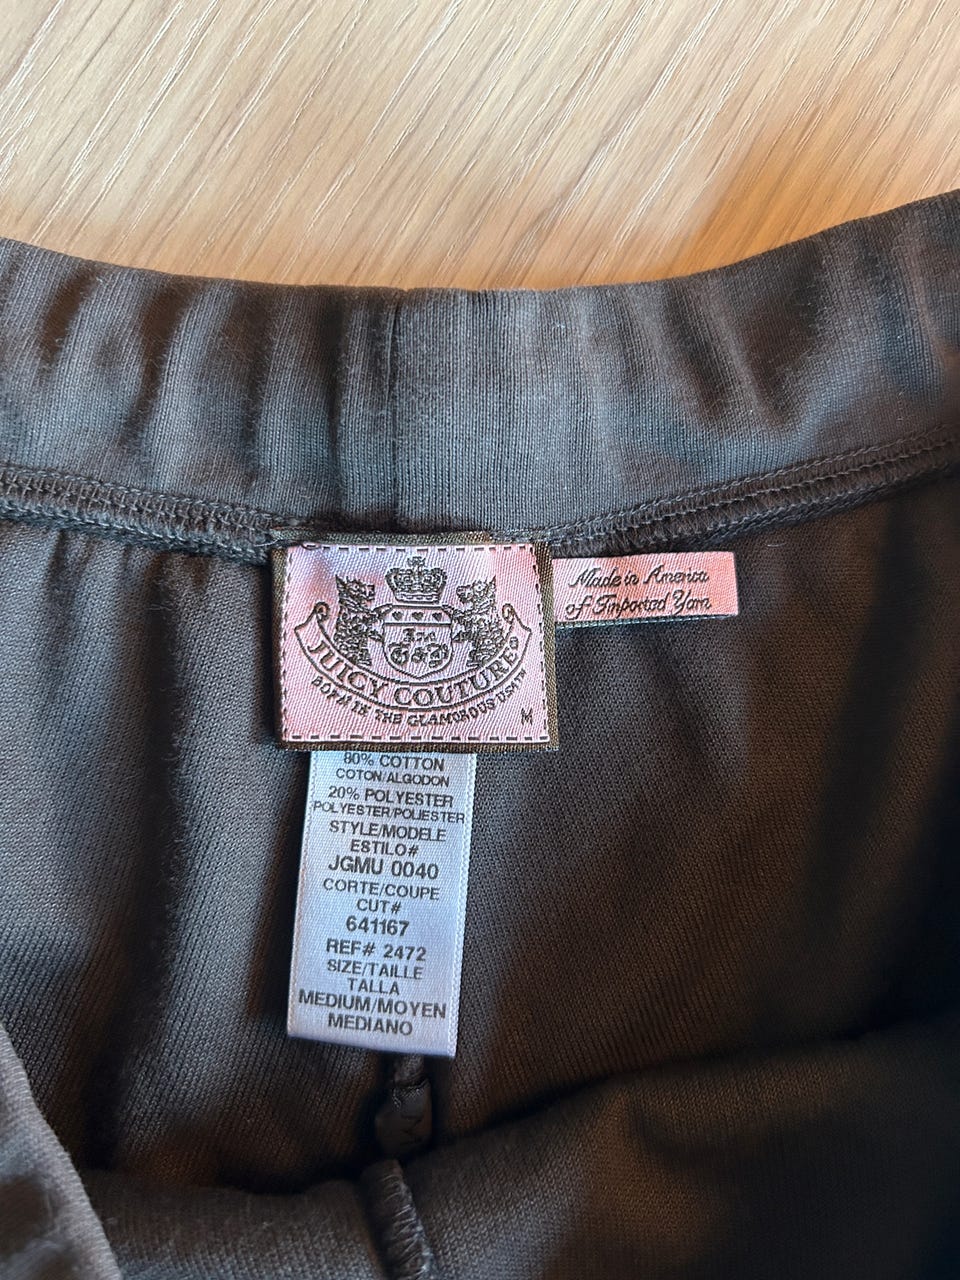 JUICY COUTURE®
BORN IN THE GLAMOROUS USA™
M
Made in America
of Imported Yarn
80% COTTON
COTON/ALGODON
20% POLYESTER
POLYESTER/POLIESTER
STYLE/MODELE
ESTILO#
JGMU 0040
CORTE/COUPE
CUT#
641167
REF# 2472
SIZE/TAILLE
TALLA
MEDIUM/MOYEN
MEDIANO
M